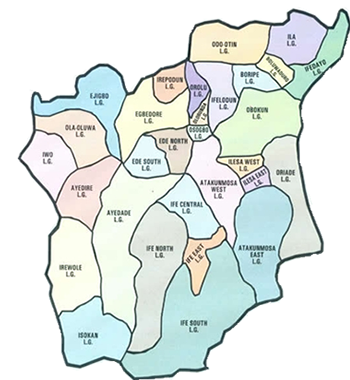 ILA
L.G.
ODO-OTIN
L.G.
IFEDAYO
L.G.
BOLUWADURO
L.G.
IREPODUN
L.G.
OROLU
L.G.
BORIPE
L.G.
EJIGBO
L.G.
IFELODUN
L.G.
EGBEDORE
L.G.
OLORUNDA
L.G.
OBOKUN
L.G.
OLA-OLUWA
L.G.
OSOGBO
L.G.
EDE NORTH
L.G.
IWO
L.G.
EDE SOUTH
L.G.
ILESA WEST
L.G.
ILESA EAST
L.G.
ORIADE
L.G.
AYEDIRE
L.G.
ATAKUNMOSA
WEST
L.G.
AYEDADE
L.G.
IFE CENTRAL
L.G.
IFE NORTH
L.G.
IFE EAST
L.G.
ATAKUNMOSA
EAST
L.G.
IREWOLE
L.G.
IFE SOUTH
L.G.
ISOKAN
L.G.